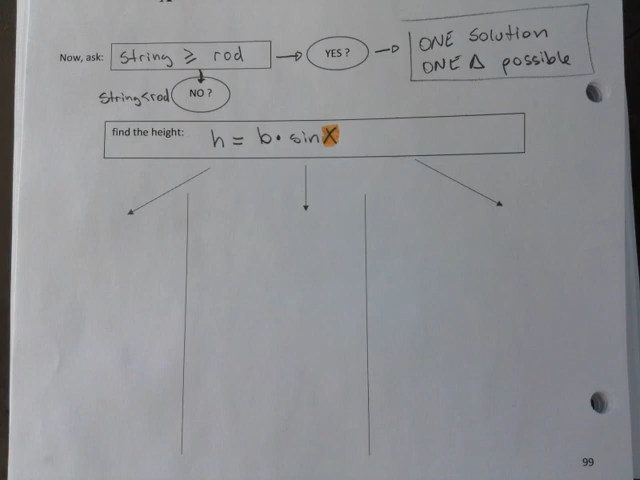 Now, ask: String ≥ rod → YES? → ONE Solution
ONE Δ possible
String<rod NO?
find the height: h = b • sin X
99